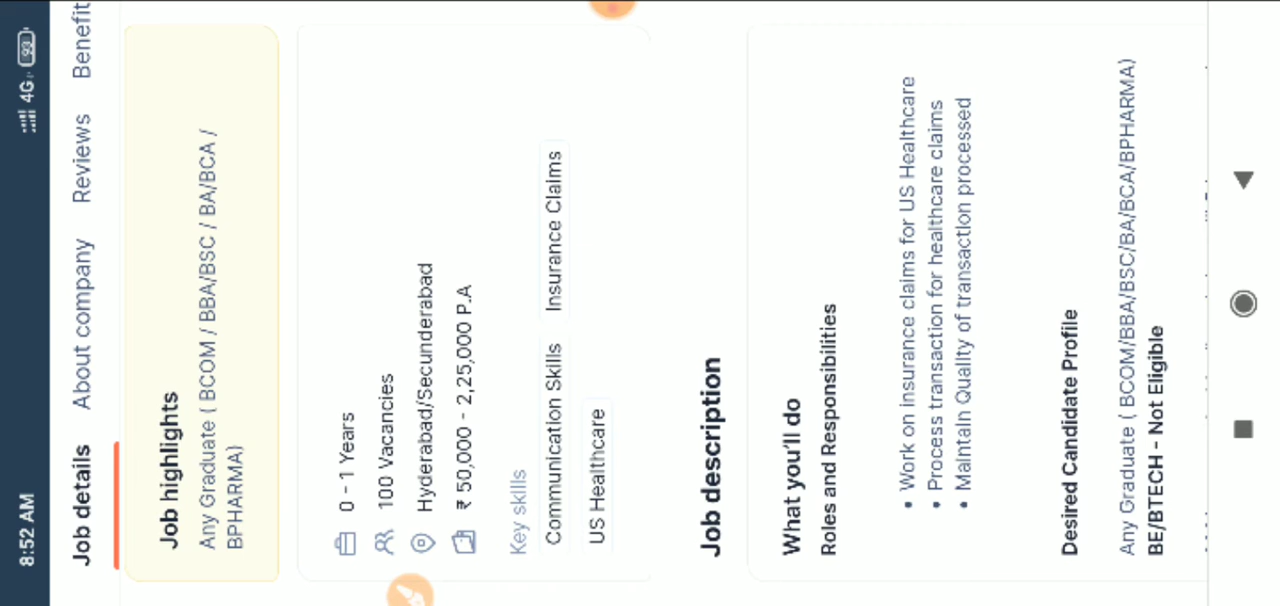 8:52 AM 4G 93
Job details About company Reviews Benefit
Job highlights
Any Graduate ( BCOM / BBA/BSC / BA/BCA /
BPHARMA)
0 - 1 Years
100 Vacancies
Hyderabad/Secunderabad
₹ 50,000 - 2,25,000 P.A
Key skills
Communication Skills Insurance Claims
US Healthcare
Job description
What you'll do
Roles and Responsibilities
• Work on insurance claims for US Healthcare
• Process transaction for healthcare claims
• Maintain Quality of transaction processed
Desired Candidate Profile
Any Graduate ( BCOM/BBA/BSC/BA/BCA/BPHARMA)
BE/BTECH - Not Eligible